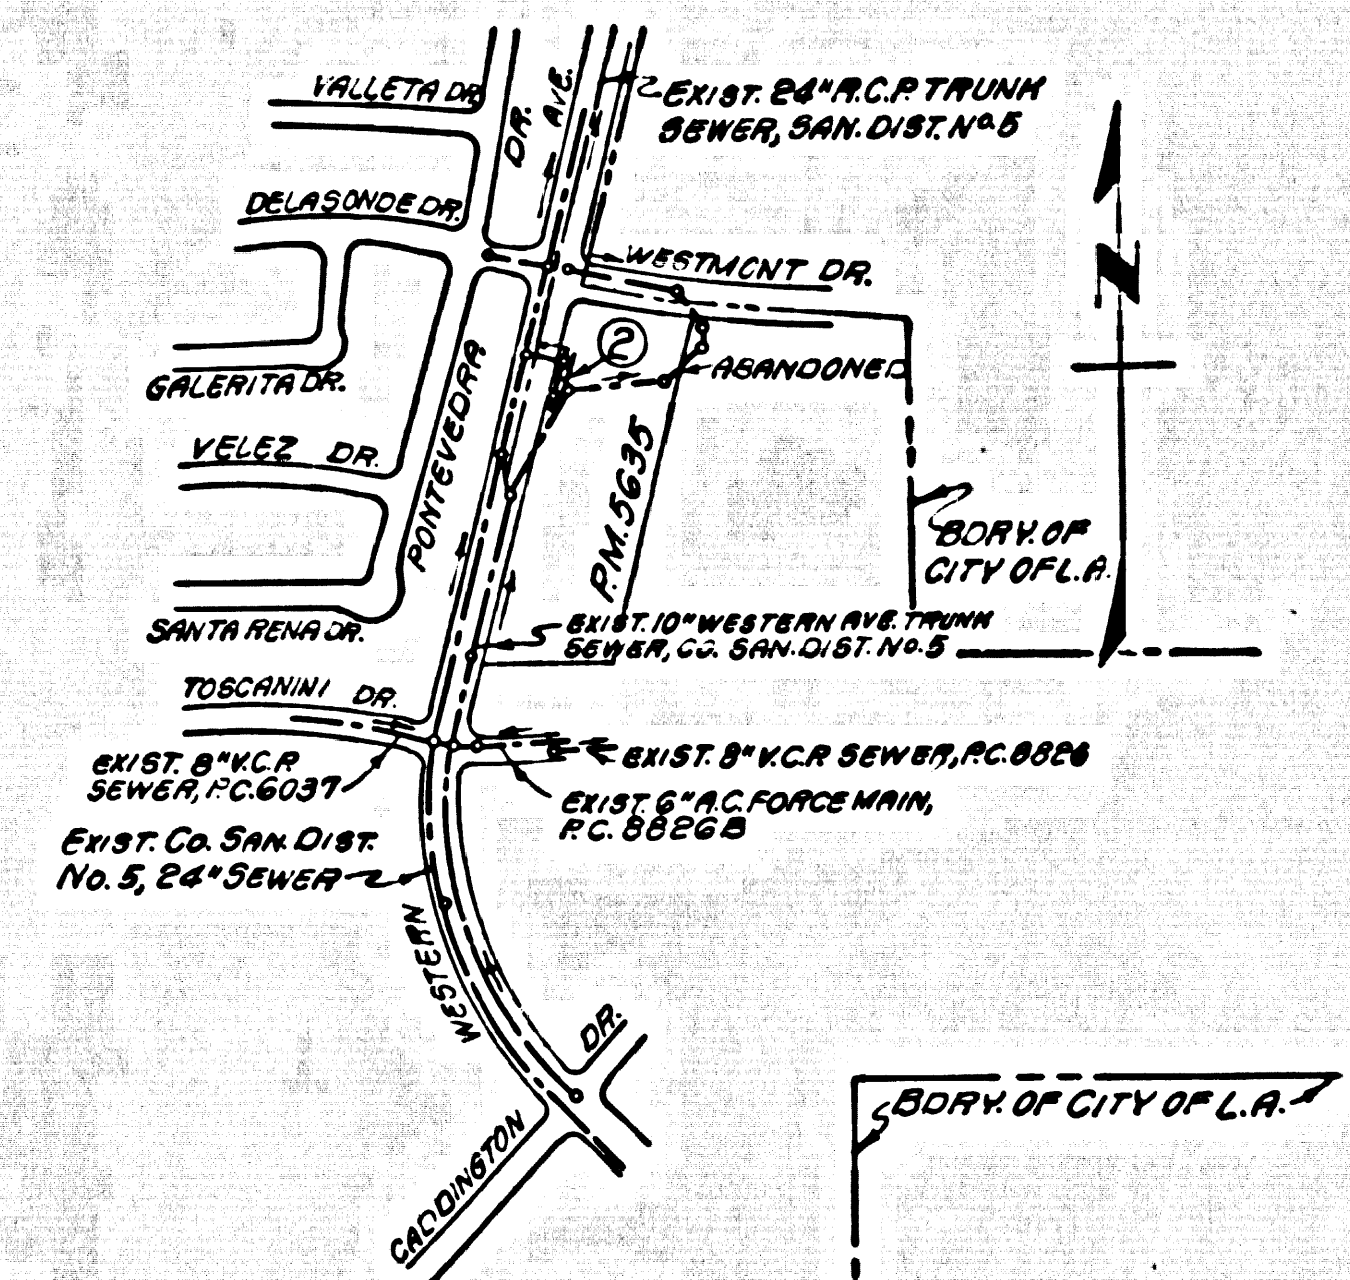 VALLETA DR.
DR.
AVE.
EXIST. 24" R.C.P. TRUNK
SEWER, SAN. DIST. No. 5
DELASONDE DR.
WESTMONT DR.
N
2
GALERITA DR.
ABANDONED
VELEZ DR.
PONTEVEDRA
P.M. 5635
BDRY. OF
CITY OF L.A.
SANTA RENA DR.
EXIST. 10" WESTERN AVE. TRUNK
SEWER, CO. SAN. DIST. No. 5
TOSCANINI DR.
EXIST. 8" V.C.P.
SEWER, P.C. 6037
EXIST. 8" V.C.P. SEWER, P.C. 8826
EXIST. 6" A.C. FORCE MAIN,
P.C. 8826B
EXIST. CO. SAN. DIST.
No. 5, 24" SEWER
WESTERN
DR.
CADDINGTON
BDRY. OF CITY OF L.A.